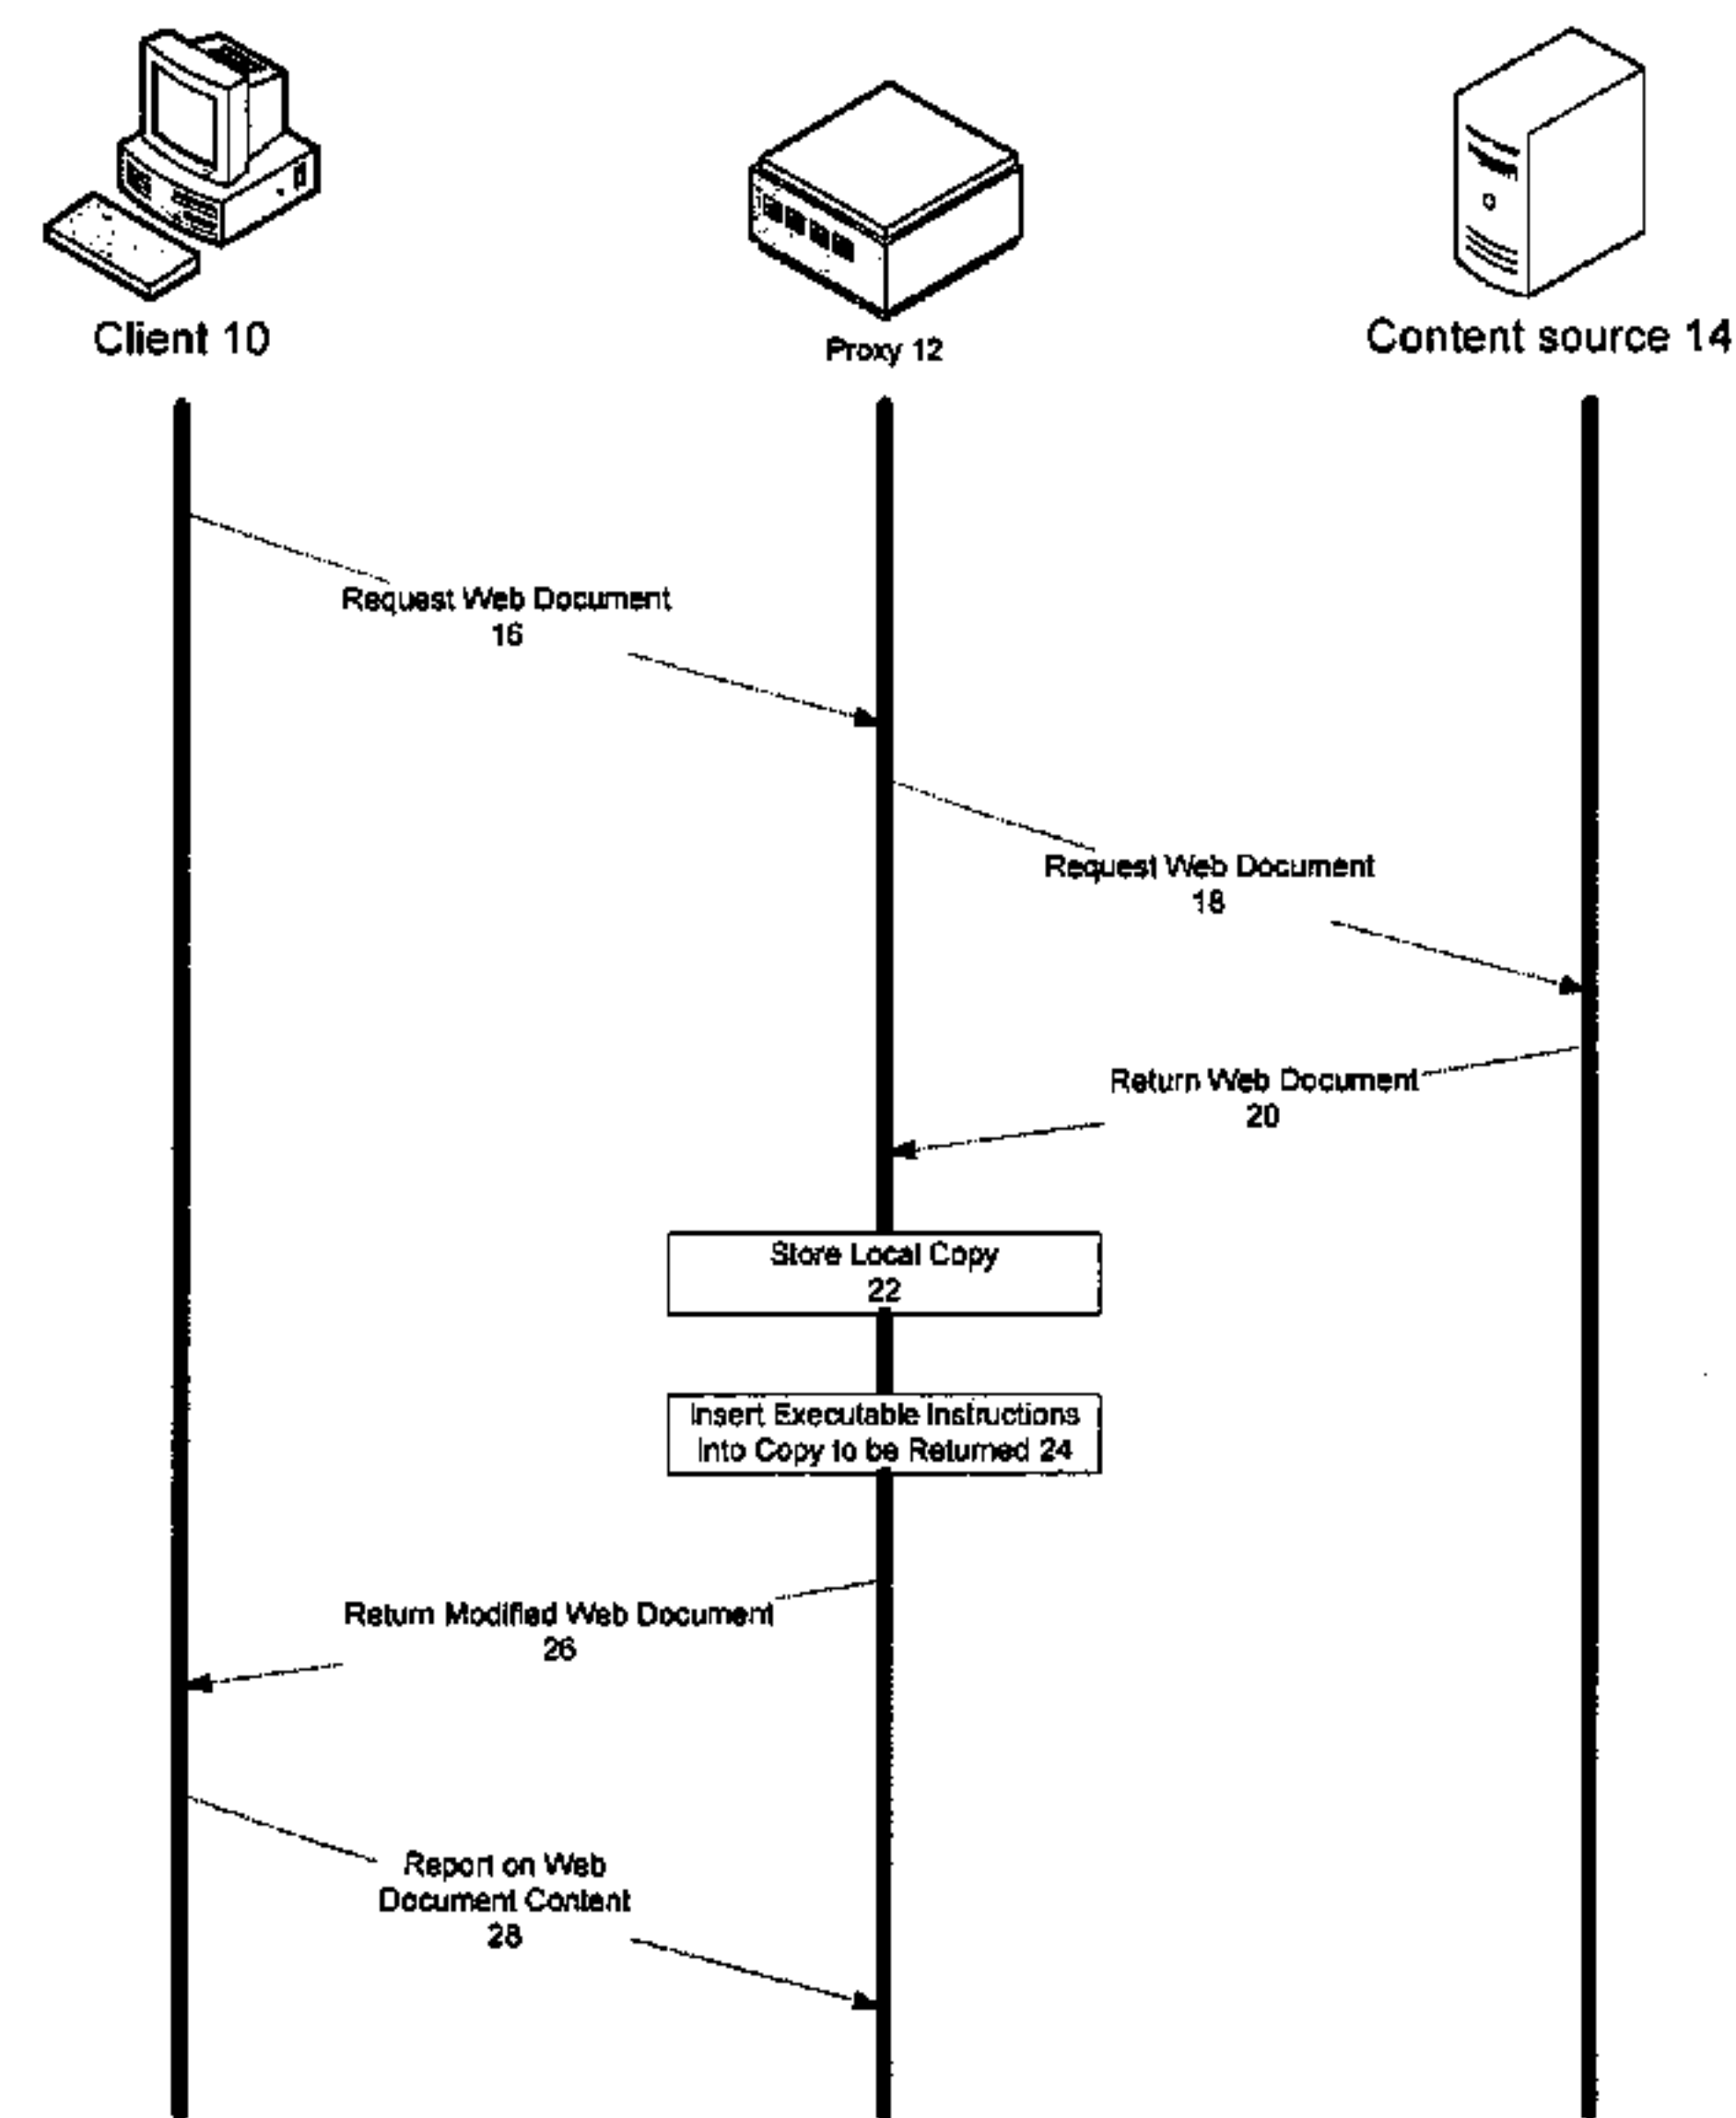 Client 10
Proxy 12
Content source 14
Request Web Document
16
Request Web Document
18
Return Web Document
20
Store Local Copy
22
Insert Executable Instructions
Into Copy to be Returned 24
Return Modified Web Document
26
Report on Web
Document Content
28